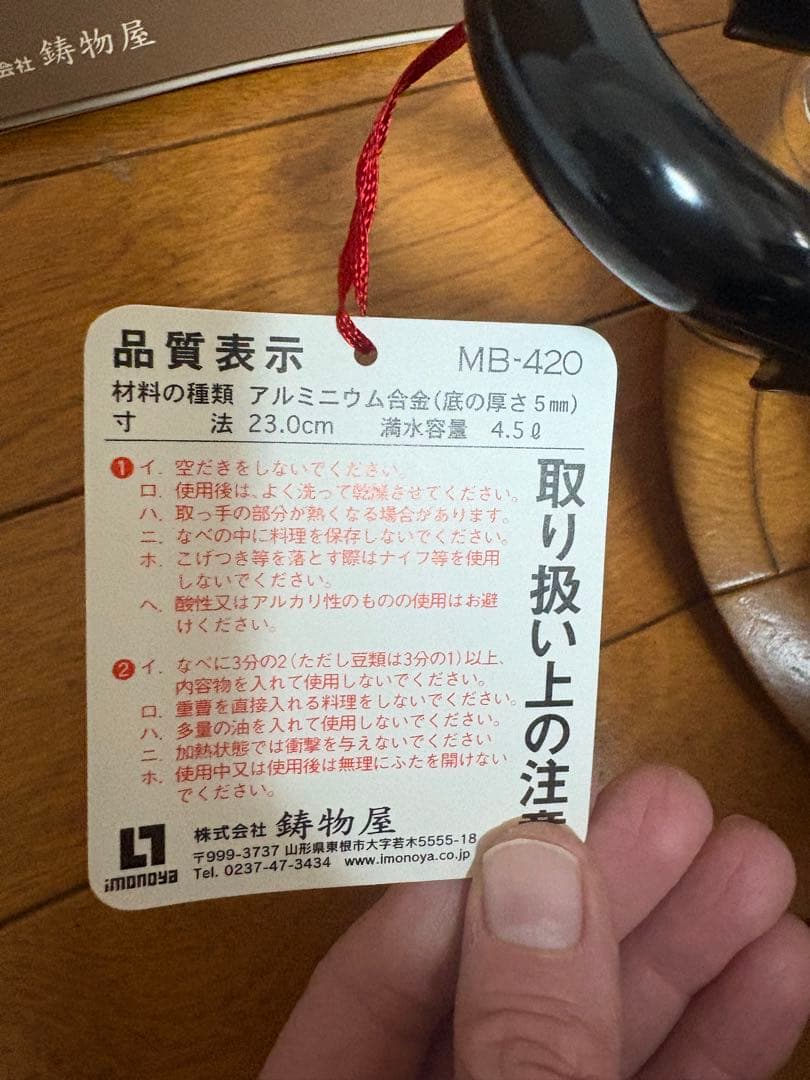 会社 鋳物屋
品質表示 MB-420
材料の種類 アルミニウム合金(底の厚さ5㎜)
寸 法 23.0cm 満水容量 4.5ℓ
取り扱い上の注意
❶ イ. 空だきをしないでください。
ロ. 使用後は、よく洗って乾燥させてください。
ハ. 取っ手の部分が熱くなる場合があります。
ニ. なべの中に料理を保存しないでください。
ホ. こげつき等を落とす際はナイフ等を使用
しないでください。
ヘ. 酸性又はアルカリ性のものの使用はお避
けください。
❷ イ. なべに3分の2(ただし豆類は3分の1)以上、
内容物を入れて使用しないでください。
ロ. 重曹を直接入れる料理をしないでください。
ハ. 多量の油を入れて使用しないでください。
ニ. 加熱状態では衝撃を与えないでください
ホ. 使用中又は使用後は無理にふたを開けない
でください。
imonoya
株式会社 鋳物屋
〒999-3737 山形県東根市大字若木5555-18
Tel. 0237-47-3434 www.imonoya.co.jp